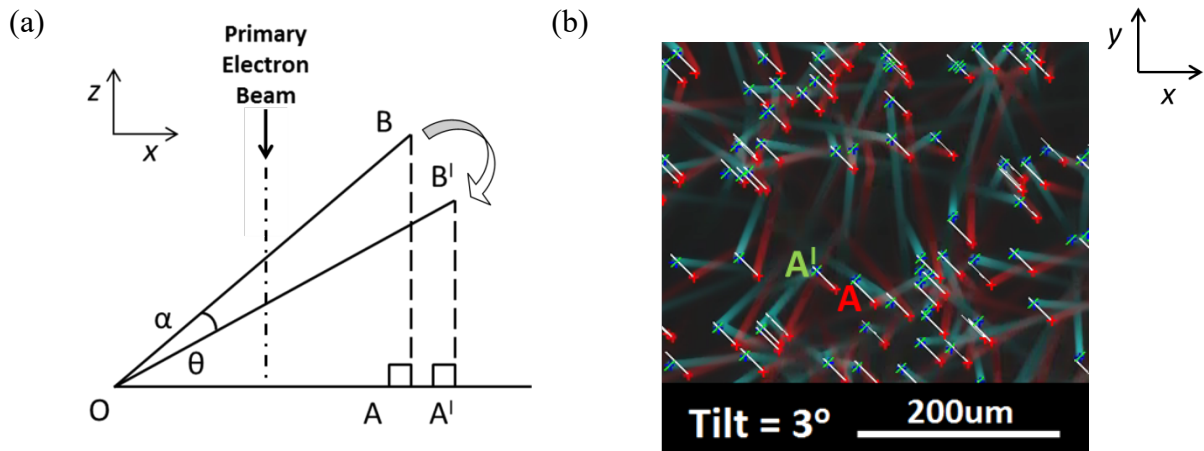 (a)
Primary
Electron
Beam
z
x
B
B|
α
θ
O
A
A|
(b)
y
x
A|
A
Tilt = 3°
200um